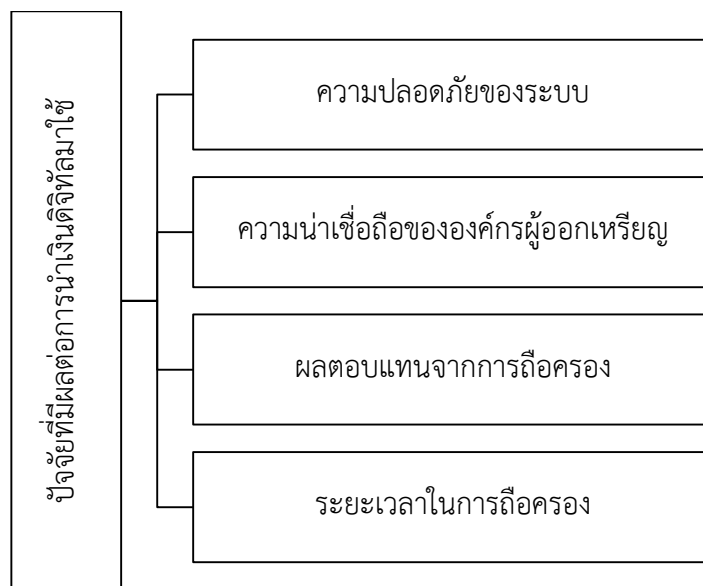 ปัจจัยที่มีผลต่อการนำเงินดิจิทัลมาใช้
ความปลอดภัยของระบบ
ความน่าเชื่อถือขององค์กรผู้ออกเหรียญ
ผลตอบแทนจากการถือครอง
ระยะเวลาในการถือครอง